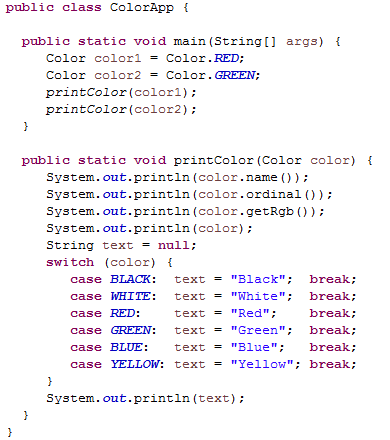 public class ColorApp {
public static void main(String[] args) {
Color color1 = Color.RED;
Color color2 = Color.GREEN;
printColor(color1);
printColor(color2);
}
public static void printColor(Color color) {
System.out.println(color.name());
System.out.println(color.ordinal());
System.out.println(color.getRgb());
System.out.println(color);
String text = null;
switch (color) {
case BLACK:  text = "Black";  break;
case WHITE:  text = "White";  break;
case RED:    text = "Red";    break;
case GREEN:  text = "Green";  break;
case BLUE:   text = "Blue";   break;
case YELLOW: text = "Yellow"; break;
}
System.out.println(text);
}
}